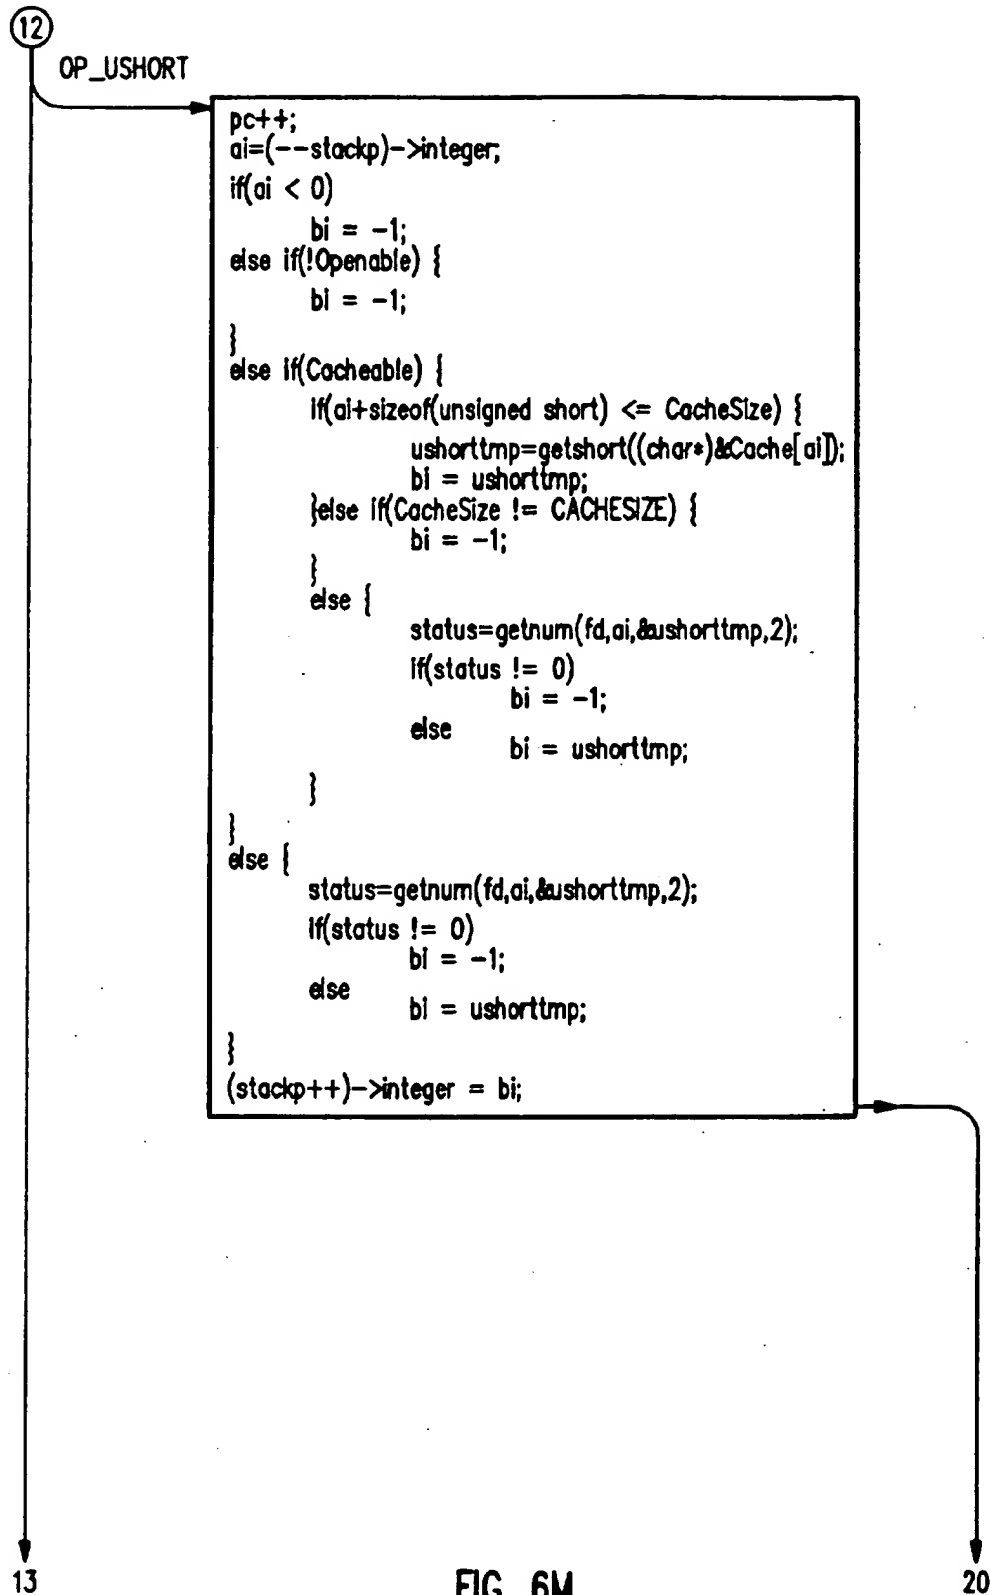 12
OP_USHORT
pc++;
ai=(--stackp)->integer;
if(ai < 0)
bi = -1;
else if(!Openable) {
bi = -1;
}
else if(Cacheable) {
if(ai+sizeof(unsigned short) <= CacheSize) {
ushorttmp=getshort((char*)&Cache[ai]);
bi = ushorttmp;
}else if(CacheSize != CACHESIZE) {
bi = -1;
}
else {
status=getnum(fd,ai,&ushorttmp,2);
if(status != 0)
bi = -1;
else
bi = ushorttmp;
}
}
else {
status=getnum(fd,ai,&ushorttmp,2);
if(status != 0)
bi = -1;
else
bi = ushorttmp;
}
(stackp++)->integer = bi;
13
FIG. 6M
20